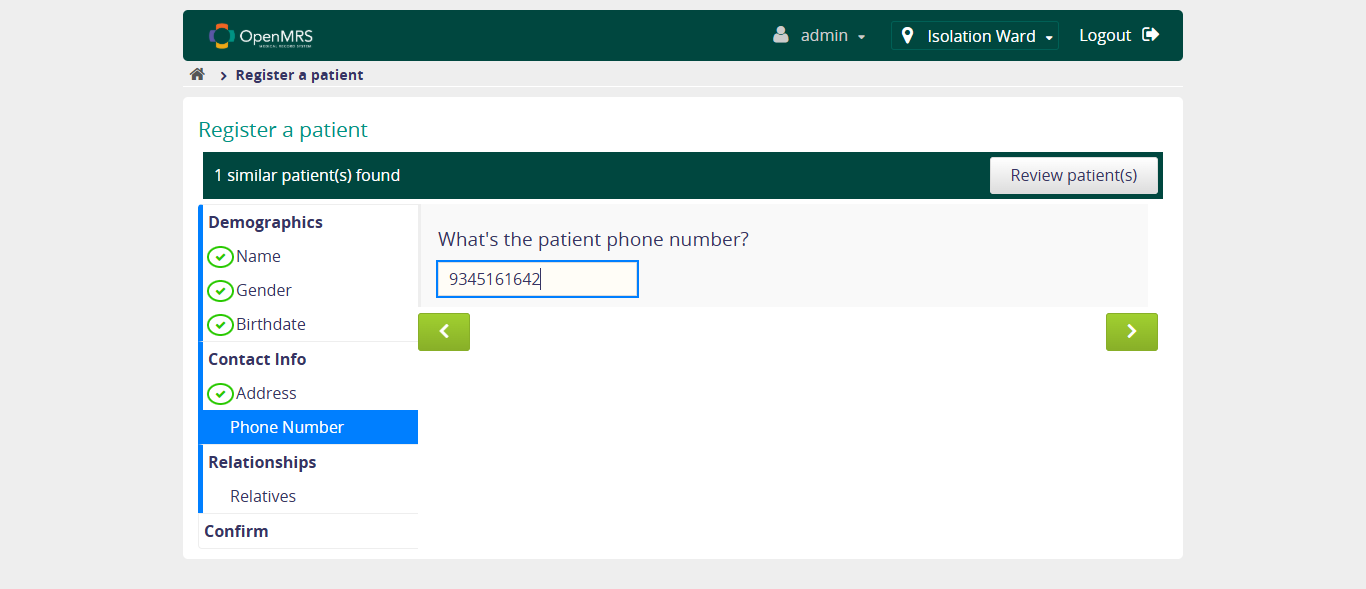 OpenMRS
MEDICAL RECORD SYSTEM
admin
Isolation Ward
Logout
Register a patient
Register a patient
1 similar patient(s) found
Review patient(s)
Demographics
Name
Gender
Birthdate
Contact Info
Address
Phone Number
Relationships
Relatives
Confirm
What's the patient phone number?
9345161642